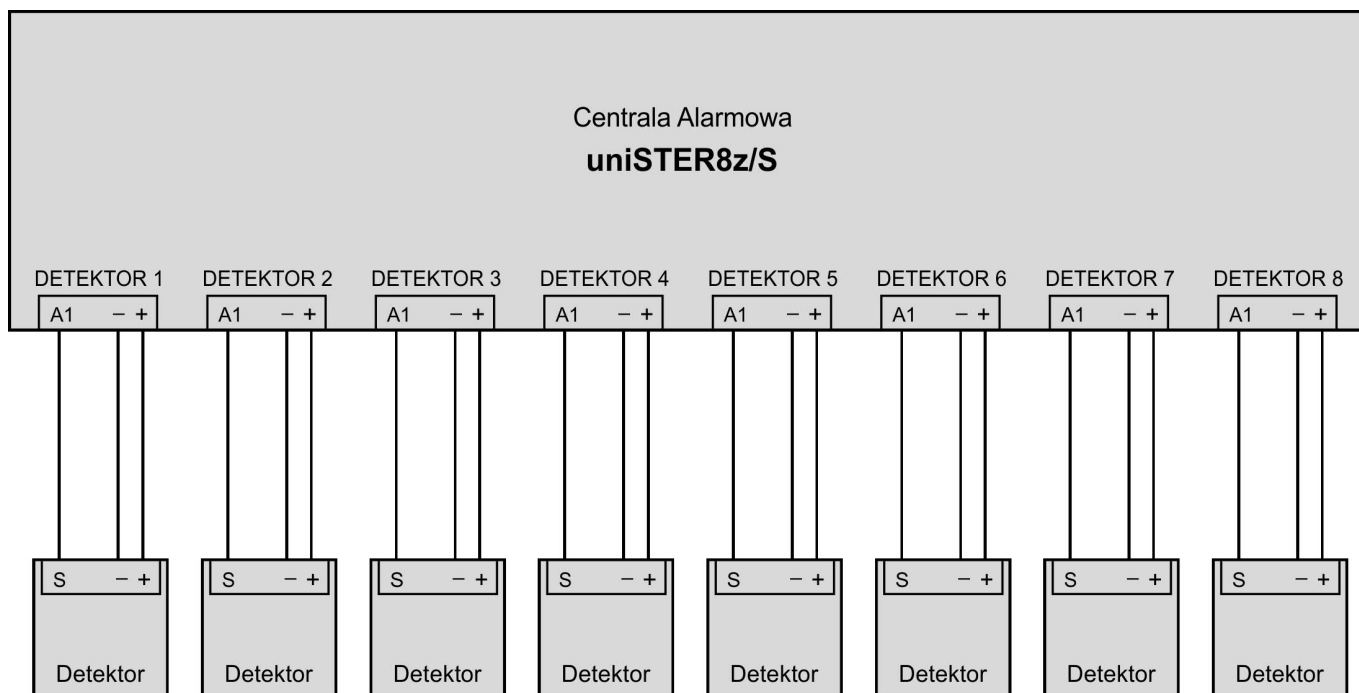 Centrala Alarmowa
uniSTER8z/S
DETEKTOR 1 DETEKTOR 2 DETEKTOR 3 DETEKTOR 4 DETEKTOR 5 DETEKTOR 6 DETEKTOR 7 DETEKTOR 8
A1 – + A1 – + A1 – + A1 – + A1 – + A1 – + A1 – + A1 – +
S – + S – + S – + S – + S – + S – + S – + S – +
Detektor Detektor Detektor Detektor Detektor Detektor Detektor Detektor